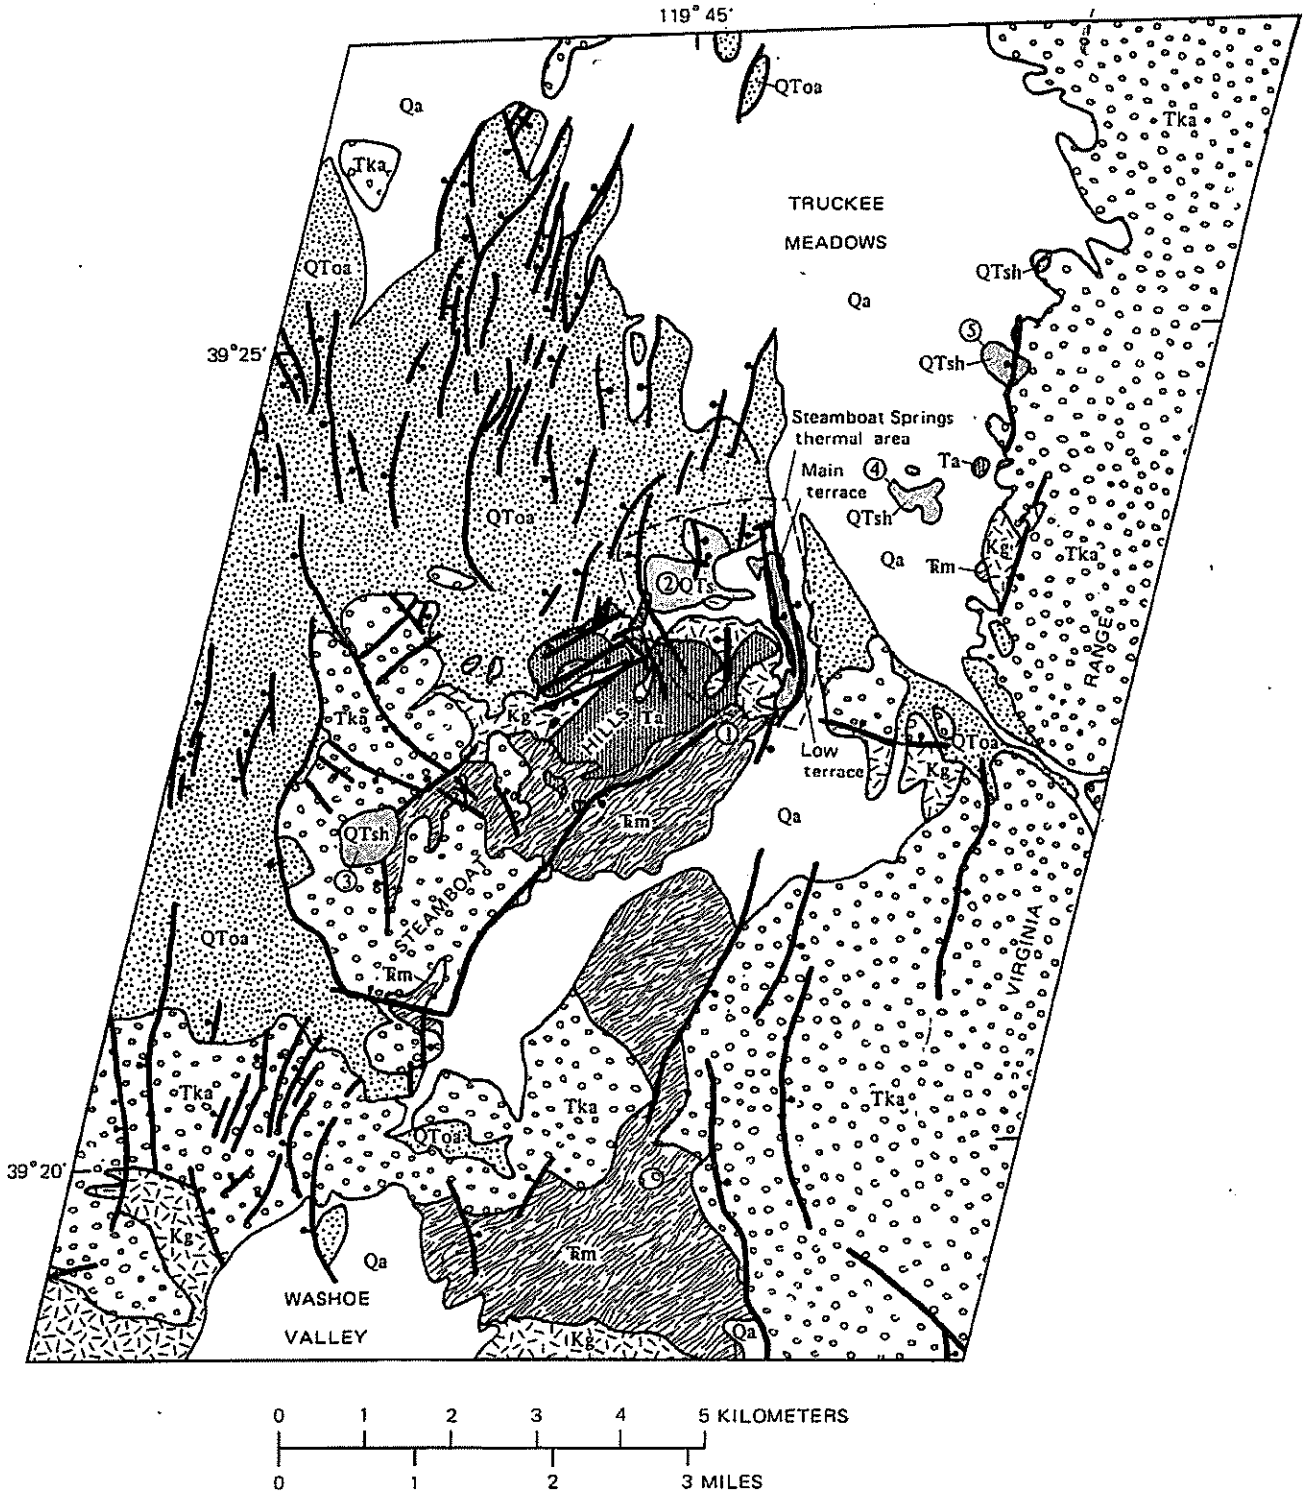 119°45'
Qa
QToa
Tka
Tka
TRUCKEE
MEADOWS
QToa
QTsh
Qa
⑤
39°25'
QTsh
Steamboat Springs
thermal area
④
Ta
Main
terrace
QToa
QTsh
Kg
Qa
Tka
② QTs
Ꞧm
RANGE
Kg
Tka
HILLS
Ta
①
QToa
Low
terrace
Kg
QTsh
Ꞧm
Qa
③
STEAMBOAT
QToa
Ꞧm
VIRGINIA
Tka
Tka
Tka
QToa
39°20'
Kg
Qa
Ꞧm
WASHOE
VALLEY
Kg
Qa
0 1 2 3 4 5 KILOMETERS
0 1 2 3 MILES